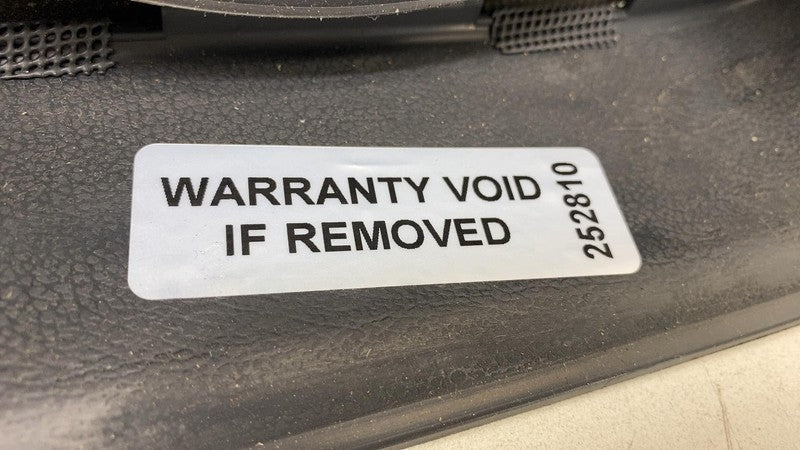 WARRANTY VOID
IF REMOVED
252810